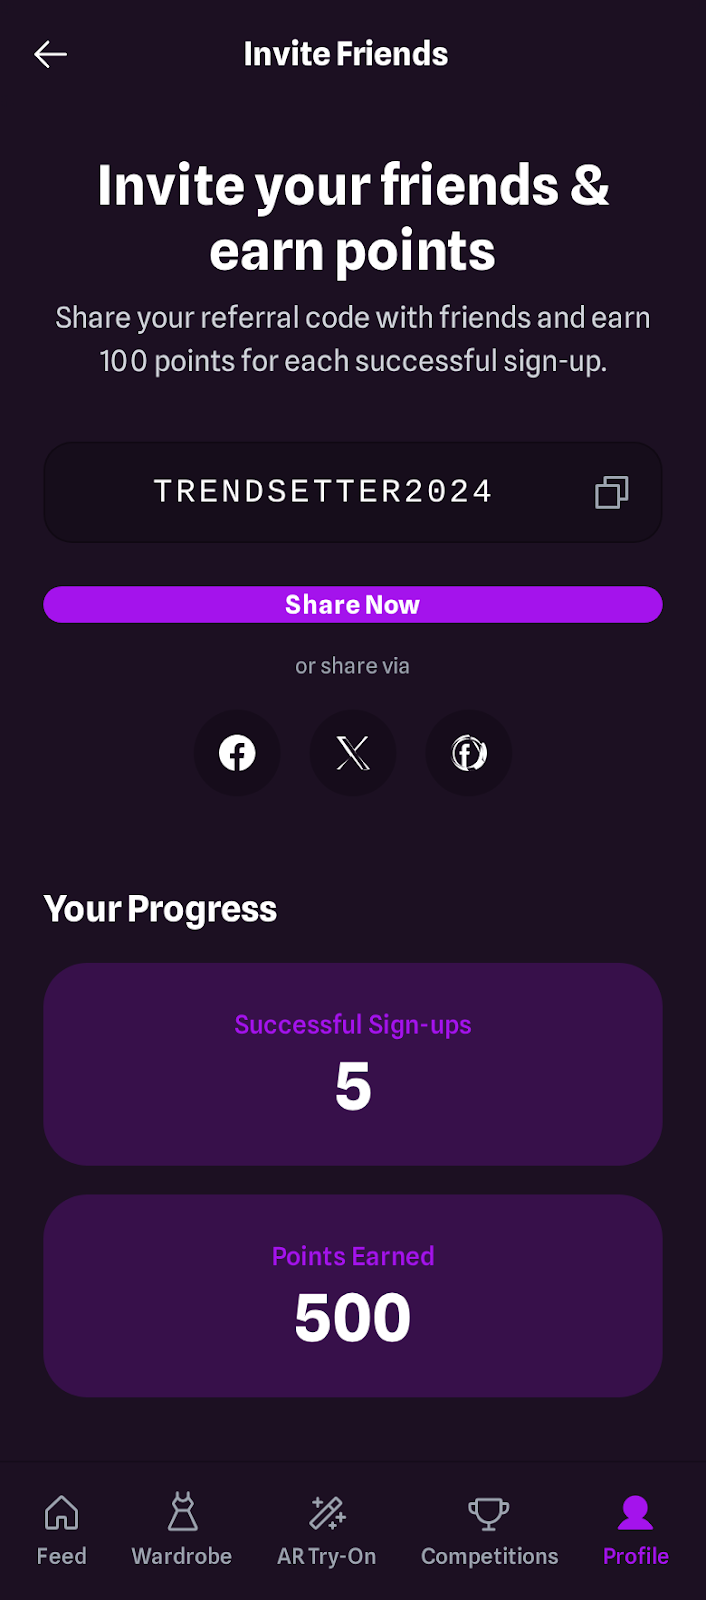 Invite Friends
Invite your friends &
earn points
Share your referral code with friends and earn
100 points for each successful sign-up.
TRENDSETTER2024
Share Now
or share via
Your Progress
Successful Sign-ups
5
Points Earned
500
Feed
Wardrobe
AR Try-On
Competitions
Profile